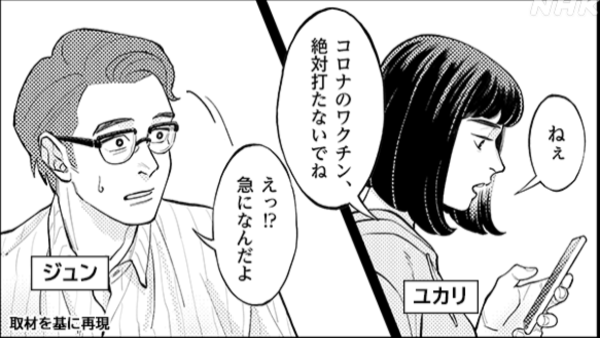 NHK
ねぇ
コロナのワクチン、
絶対打たないでね
ユカリ
えっ!?
急になんだよ
ジュン
取材を基に再現